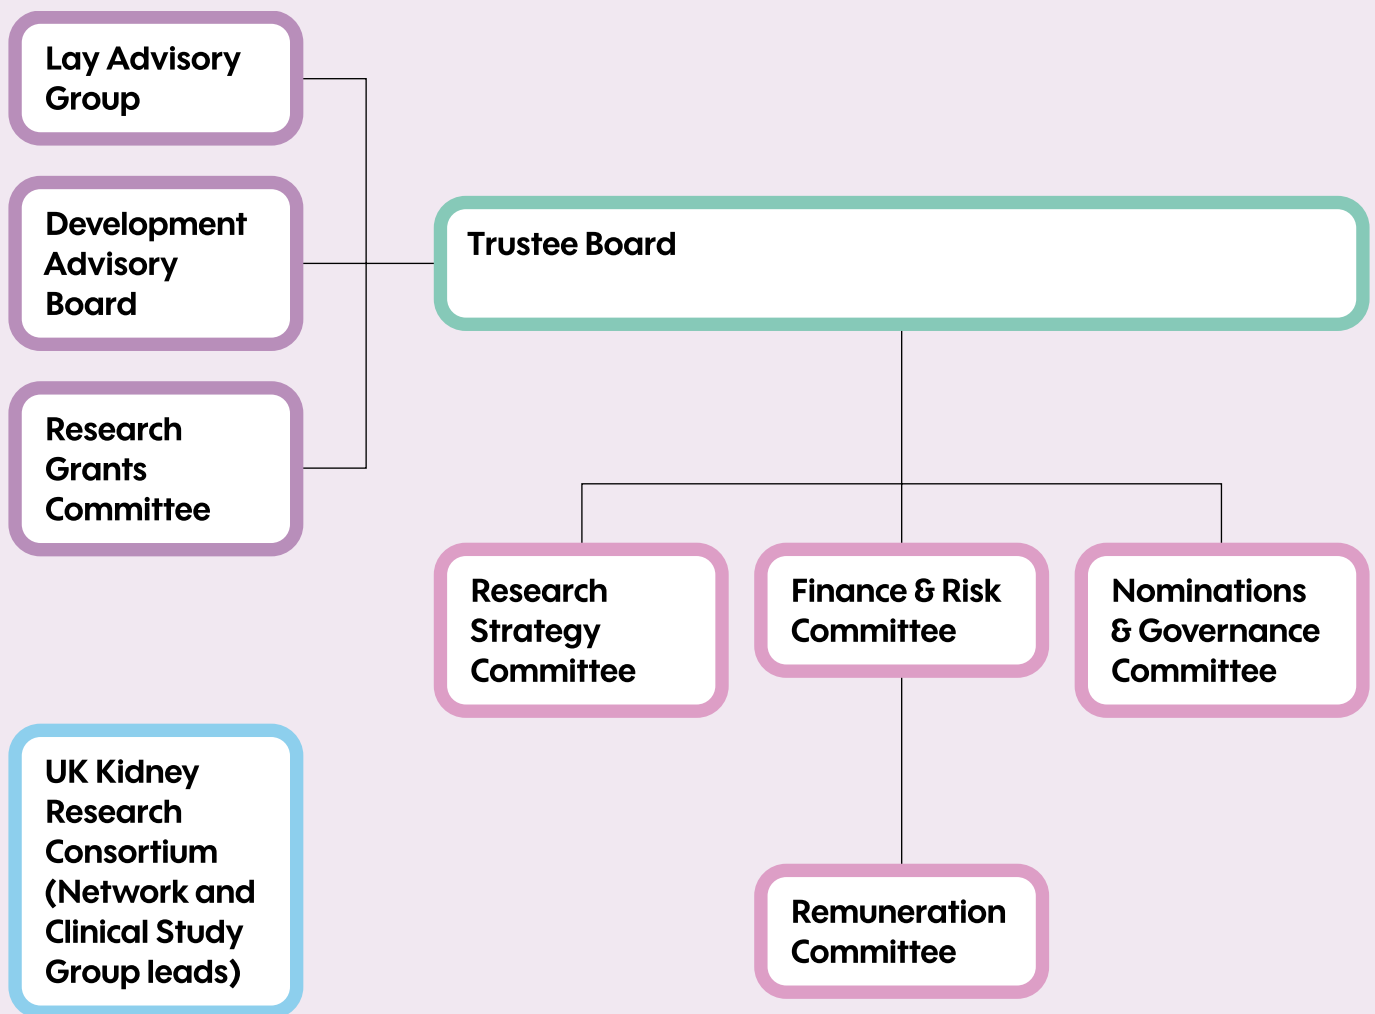 Lay Advisory
Group
Development
Advisory
Board
Research
Grants
Committee
Trustee Board
Research
Strategy
Committee
Finance & Risk
Committee
Nominations
& Governance
Committee
Remuneration
Committee
UK Kidney
Research
Consortium
(Network and
Clinical Study
Group leads)